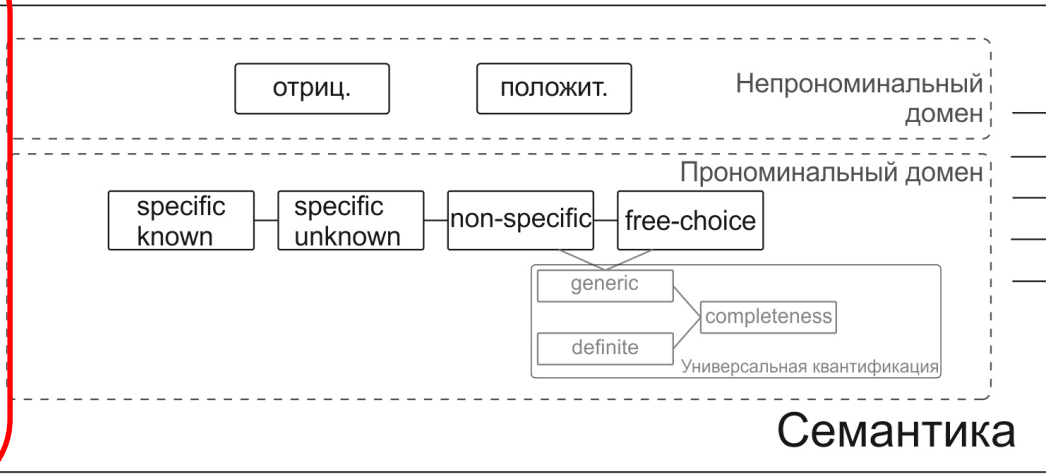 отриц.
положит.
Непрономинальный
домен
Прономинальный домен
specific
known
specific
unknown
non-specific
free-choice
generic
completeness
definite
Универсальная квантификация
Семантика